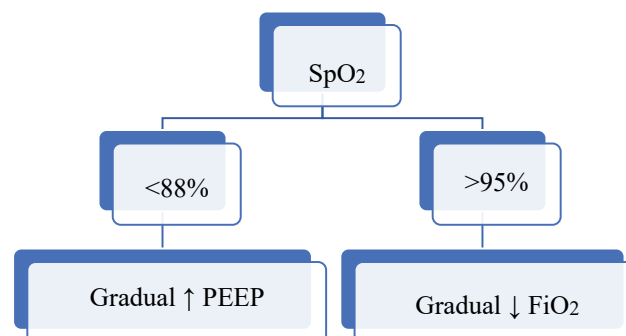 SpO₂
<88%
>95%
Gradual ↑ PEEP
Gradual ↓ FiO₂